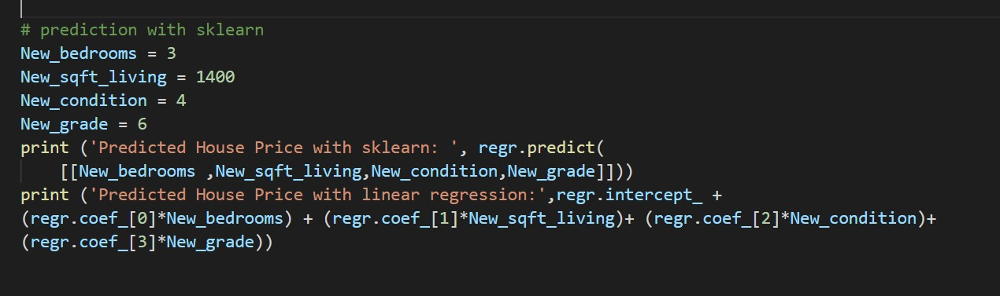 # prediction with sklearn
New_bedrooms = 3
New_sqft_living = 1400
New_condition = 4
New_grade = 6
print ('Predicted House Price with sklearn: ', regr.predict(
    [[New_bedrooms ,New_sqft_living,New_condition,New_grade]]))
print ('Predicted House Price with linear regression:',regr.intercept_ +
(regr.coef_[0]*New_bedrooms) + (regr.coef_[1]*New_sqft_living)+ (regr.coef_[2]*New_condition)+
(regr.coef_[3]*New_grade))